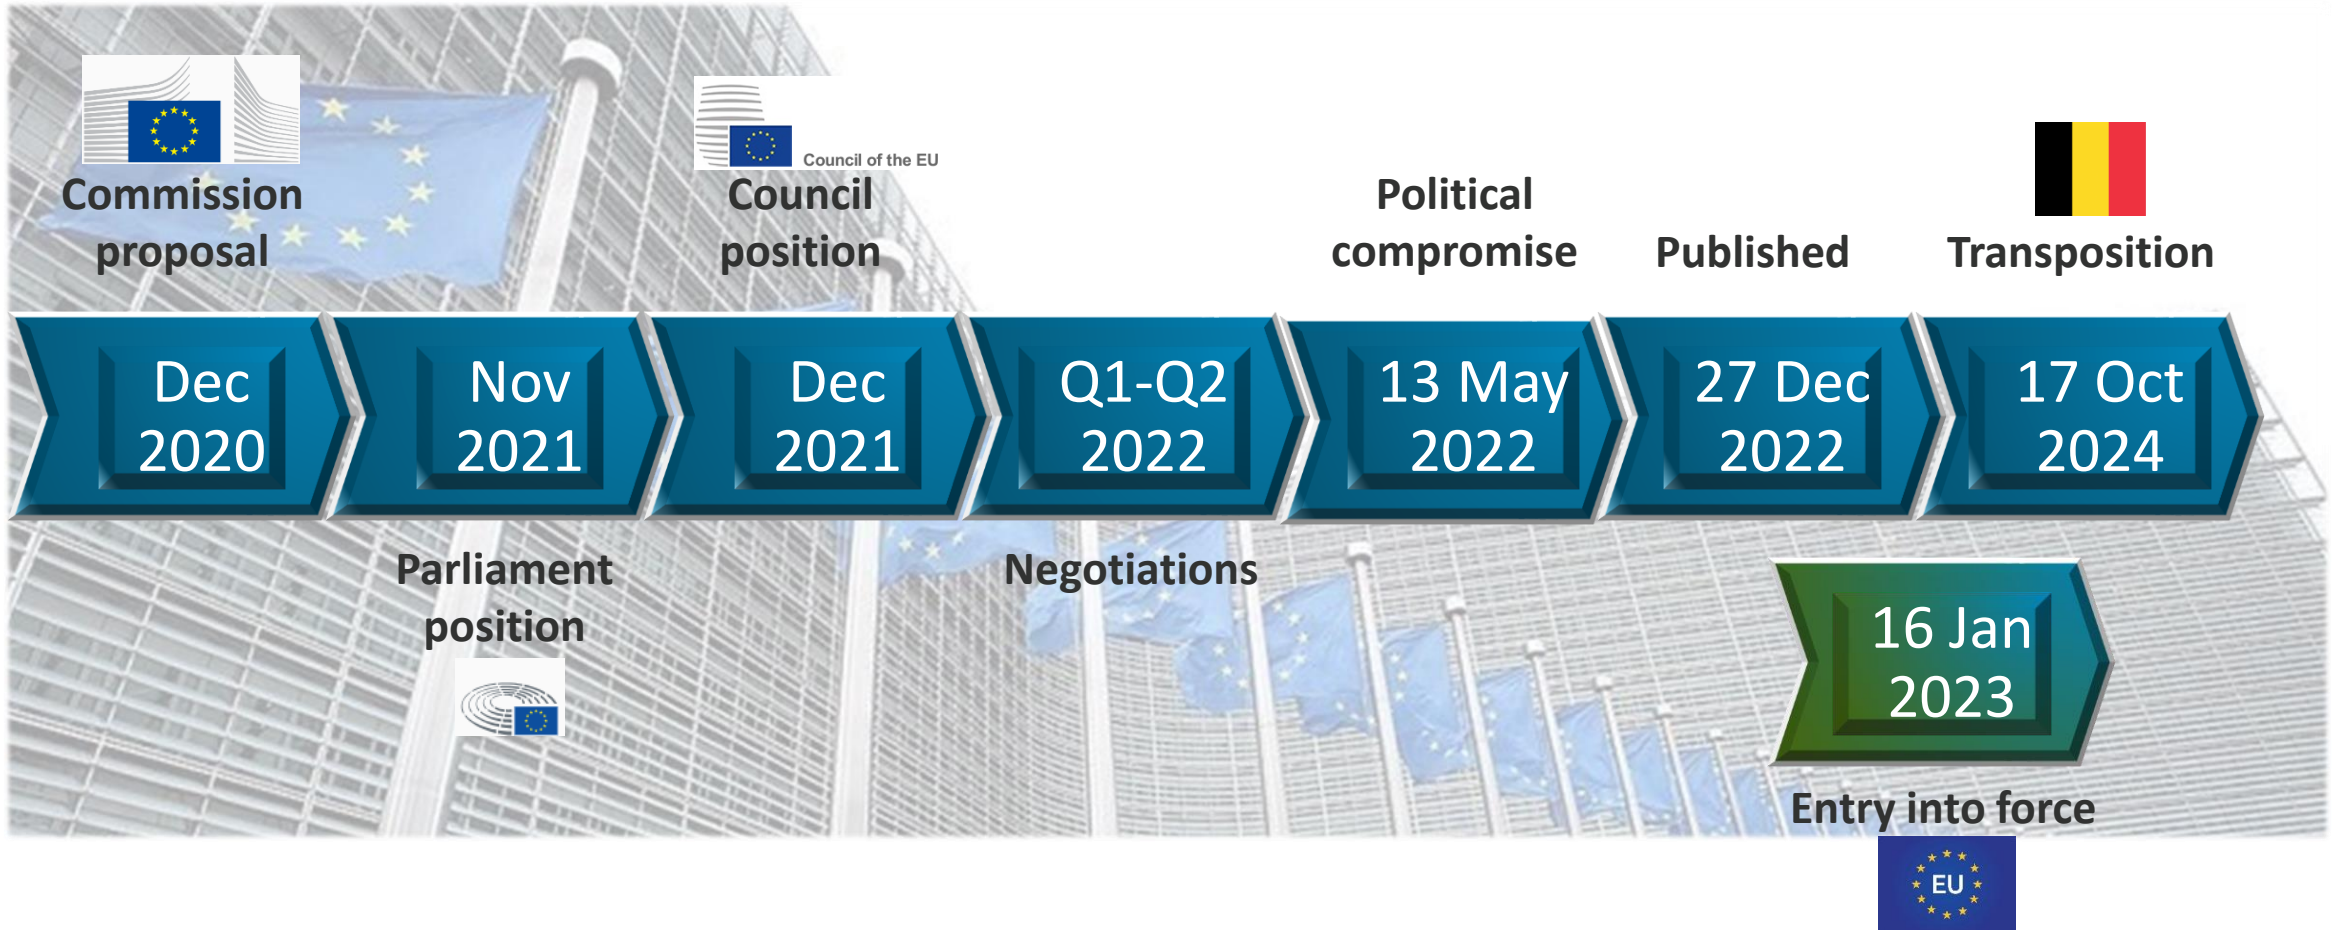 Council of the EU
Commission
proposal
Council
position
Political
compromise
Published
Transposition
Dec
2020
Nov
2021
Dec
2021
Q1-Q2
2022
13 May
2022
27 Dec
2022
17 Oct
2024
Parliament
position
Negotiations
16 Jan
2023
Entry into force
EU